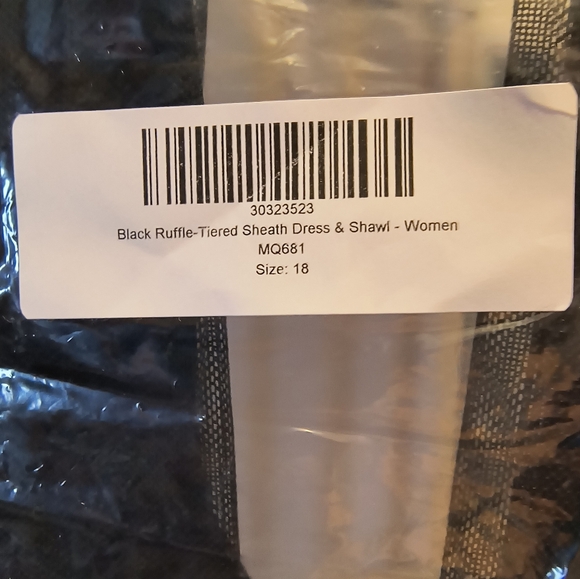 30323523
Black Ruffle-Tiered Sheath Dress & Shawl - Women
MQ681
Size: 18